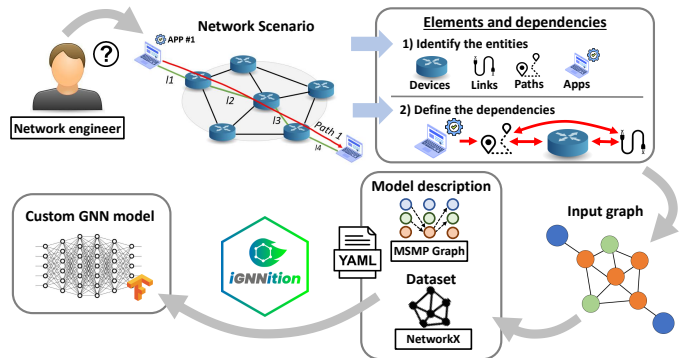 Network Scenario
APP #1
?
Network engineer
l1
l2
l3
l4
Path 1
Elements and dependencies
1) Identify the entities
Devices
Links
Paths
Apps
2) Define the dependencies
Input graph
Model description
MSMP Graph
YAML
Dataset
NetworkX
iGNNition
Custom GNN model